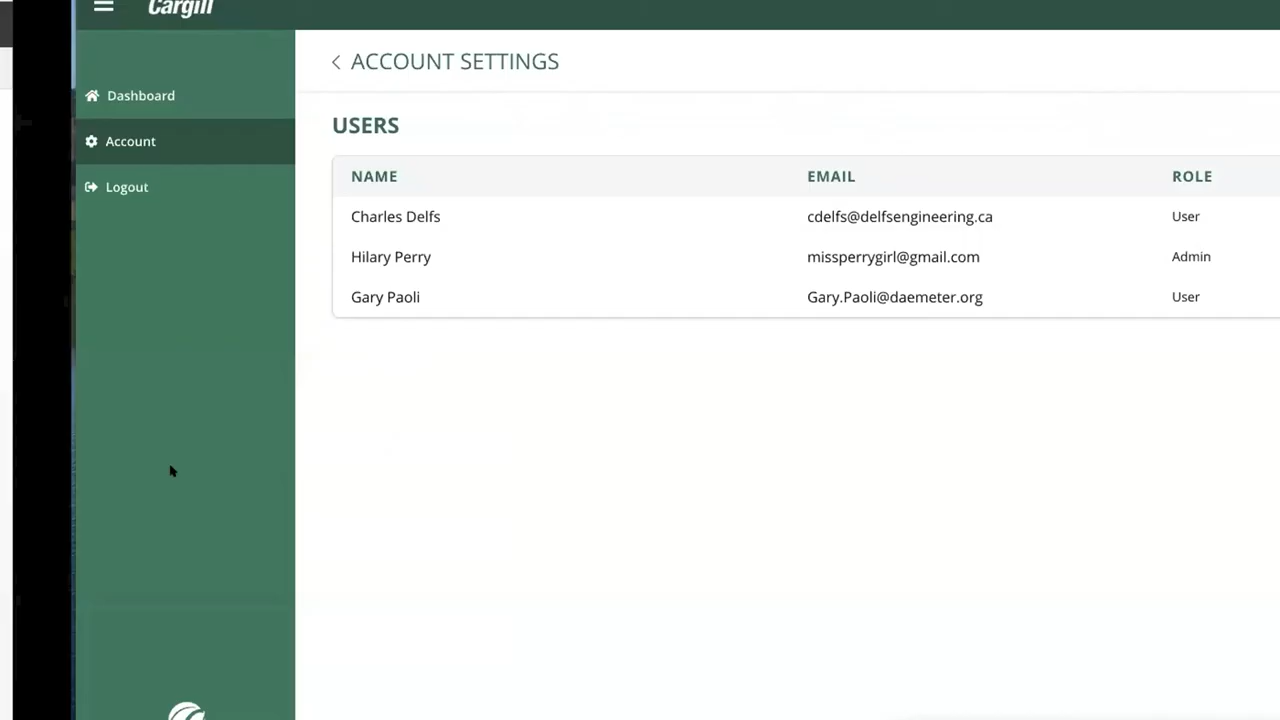 Cargill
Dashboard
Account
Logout
ACCOUNT SETTINGS
USERS
NAME EMAIL ROLE
Charles Delfs cdelfs@delfsengineering.ca User
Hilary Perry missperrygirl@gmail.com Admin
Gary Paoli Gary.Paoli@daemeter.org User